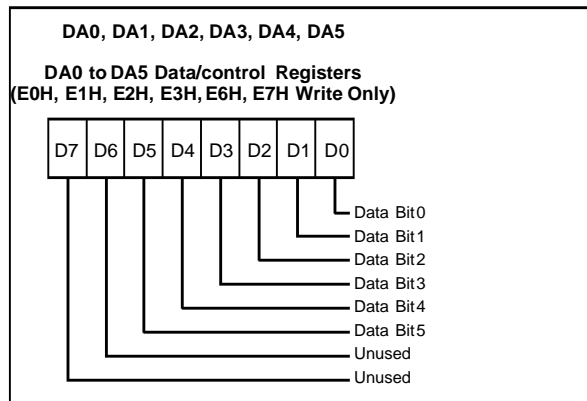 DA0, DA1, DA2, DA3, DA4, DA5
DA0 to DA5 Data/control Registers
(E0H, E1H, E2H, E3H, E6H, E7H Write Only)
D7 D6 D5 D4 D3 D2 D1 D0
Data Bit0
Data Bit1
Data Bit2
Data Bit3
Data Bit4
Data Bit5
Unused
Unused